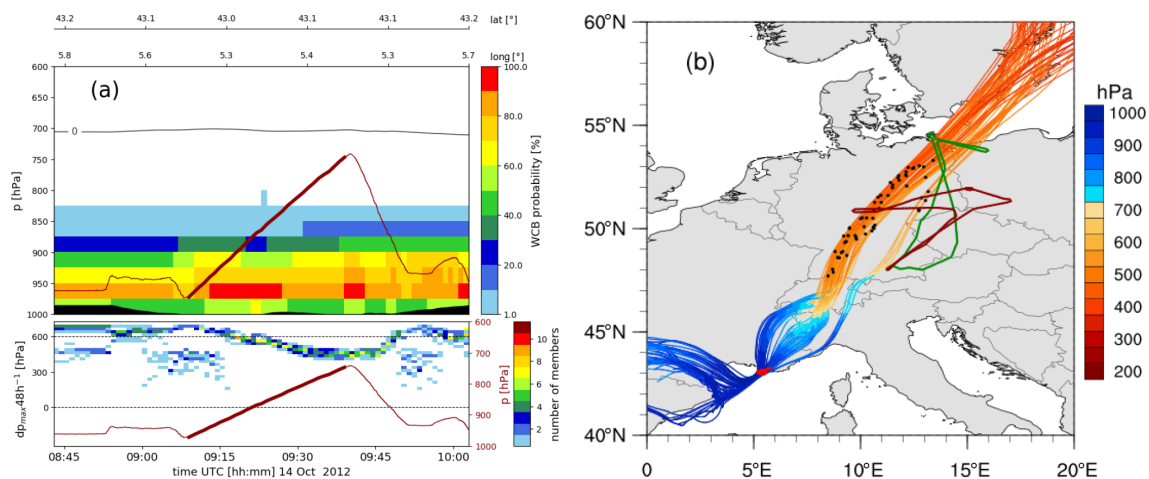 43.2 43.1 43.0 43.1 43.1 43.2 lat [°]
5.8 5.6 5.3 5.4 5.3 5.7 long [°]
(a)
600
650
700
750
800
850
900
950
1000
p [hPa]
0
100.0
80.0
60.0
40.0
20.0
1.0
WCB probability [%]
600
300
0
dp_max48h⁻¹ [hPa]
600
700
800
900
1000
p [hPa]
10
8
6
4
2
number of members
08:45 09:00 09:15 09:30 09:45 10:00
time UTC [hh:mm] 14 Oct 2012
(b)
60°N
55°N
50°N
45°N
40°N
0 5°E 10°E 15°E 20°E
hPa
1000
900
800
700
600
500
400
300
200